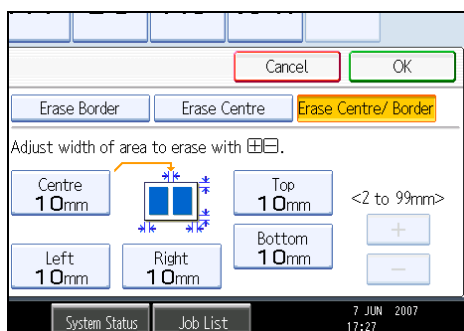 Cancel OK
Erase Border Erase Centre Erase Centre/ Border
Adjust width of area to erase with ⊞⊟.
Centre
10mm
Top
10mm
<2 to 99mm>
+
Bottom
10mm
Left
10mm
Right
10mm
−
System Status Job List
7 JUN 2007
17:27